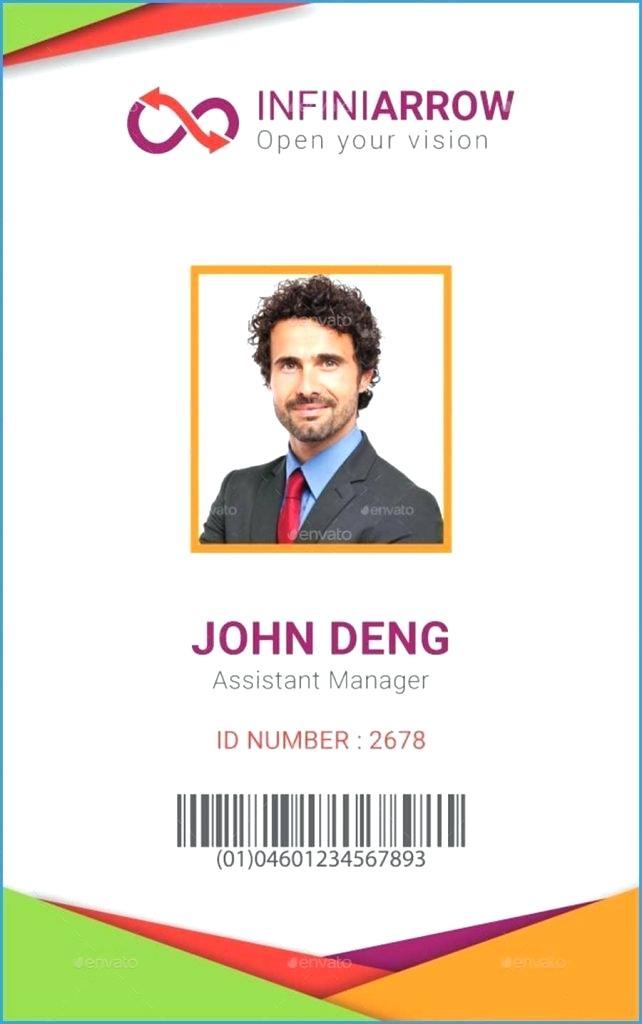 INFINIARROW
Open your vision
envato
envato
envato
envato
JOHN DENG
Assistant Manager
ID NUMBER : 2678
(01)04601234567893
envato
envato
envato